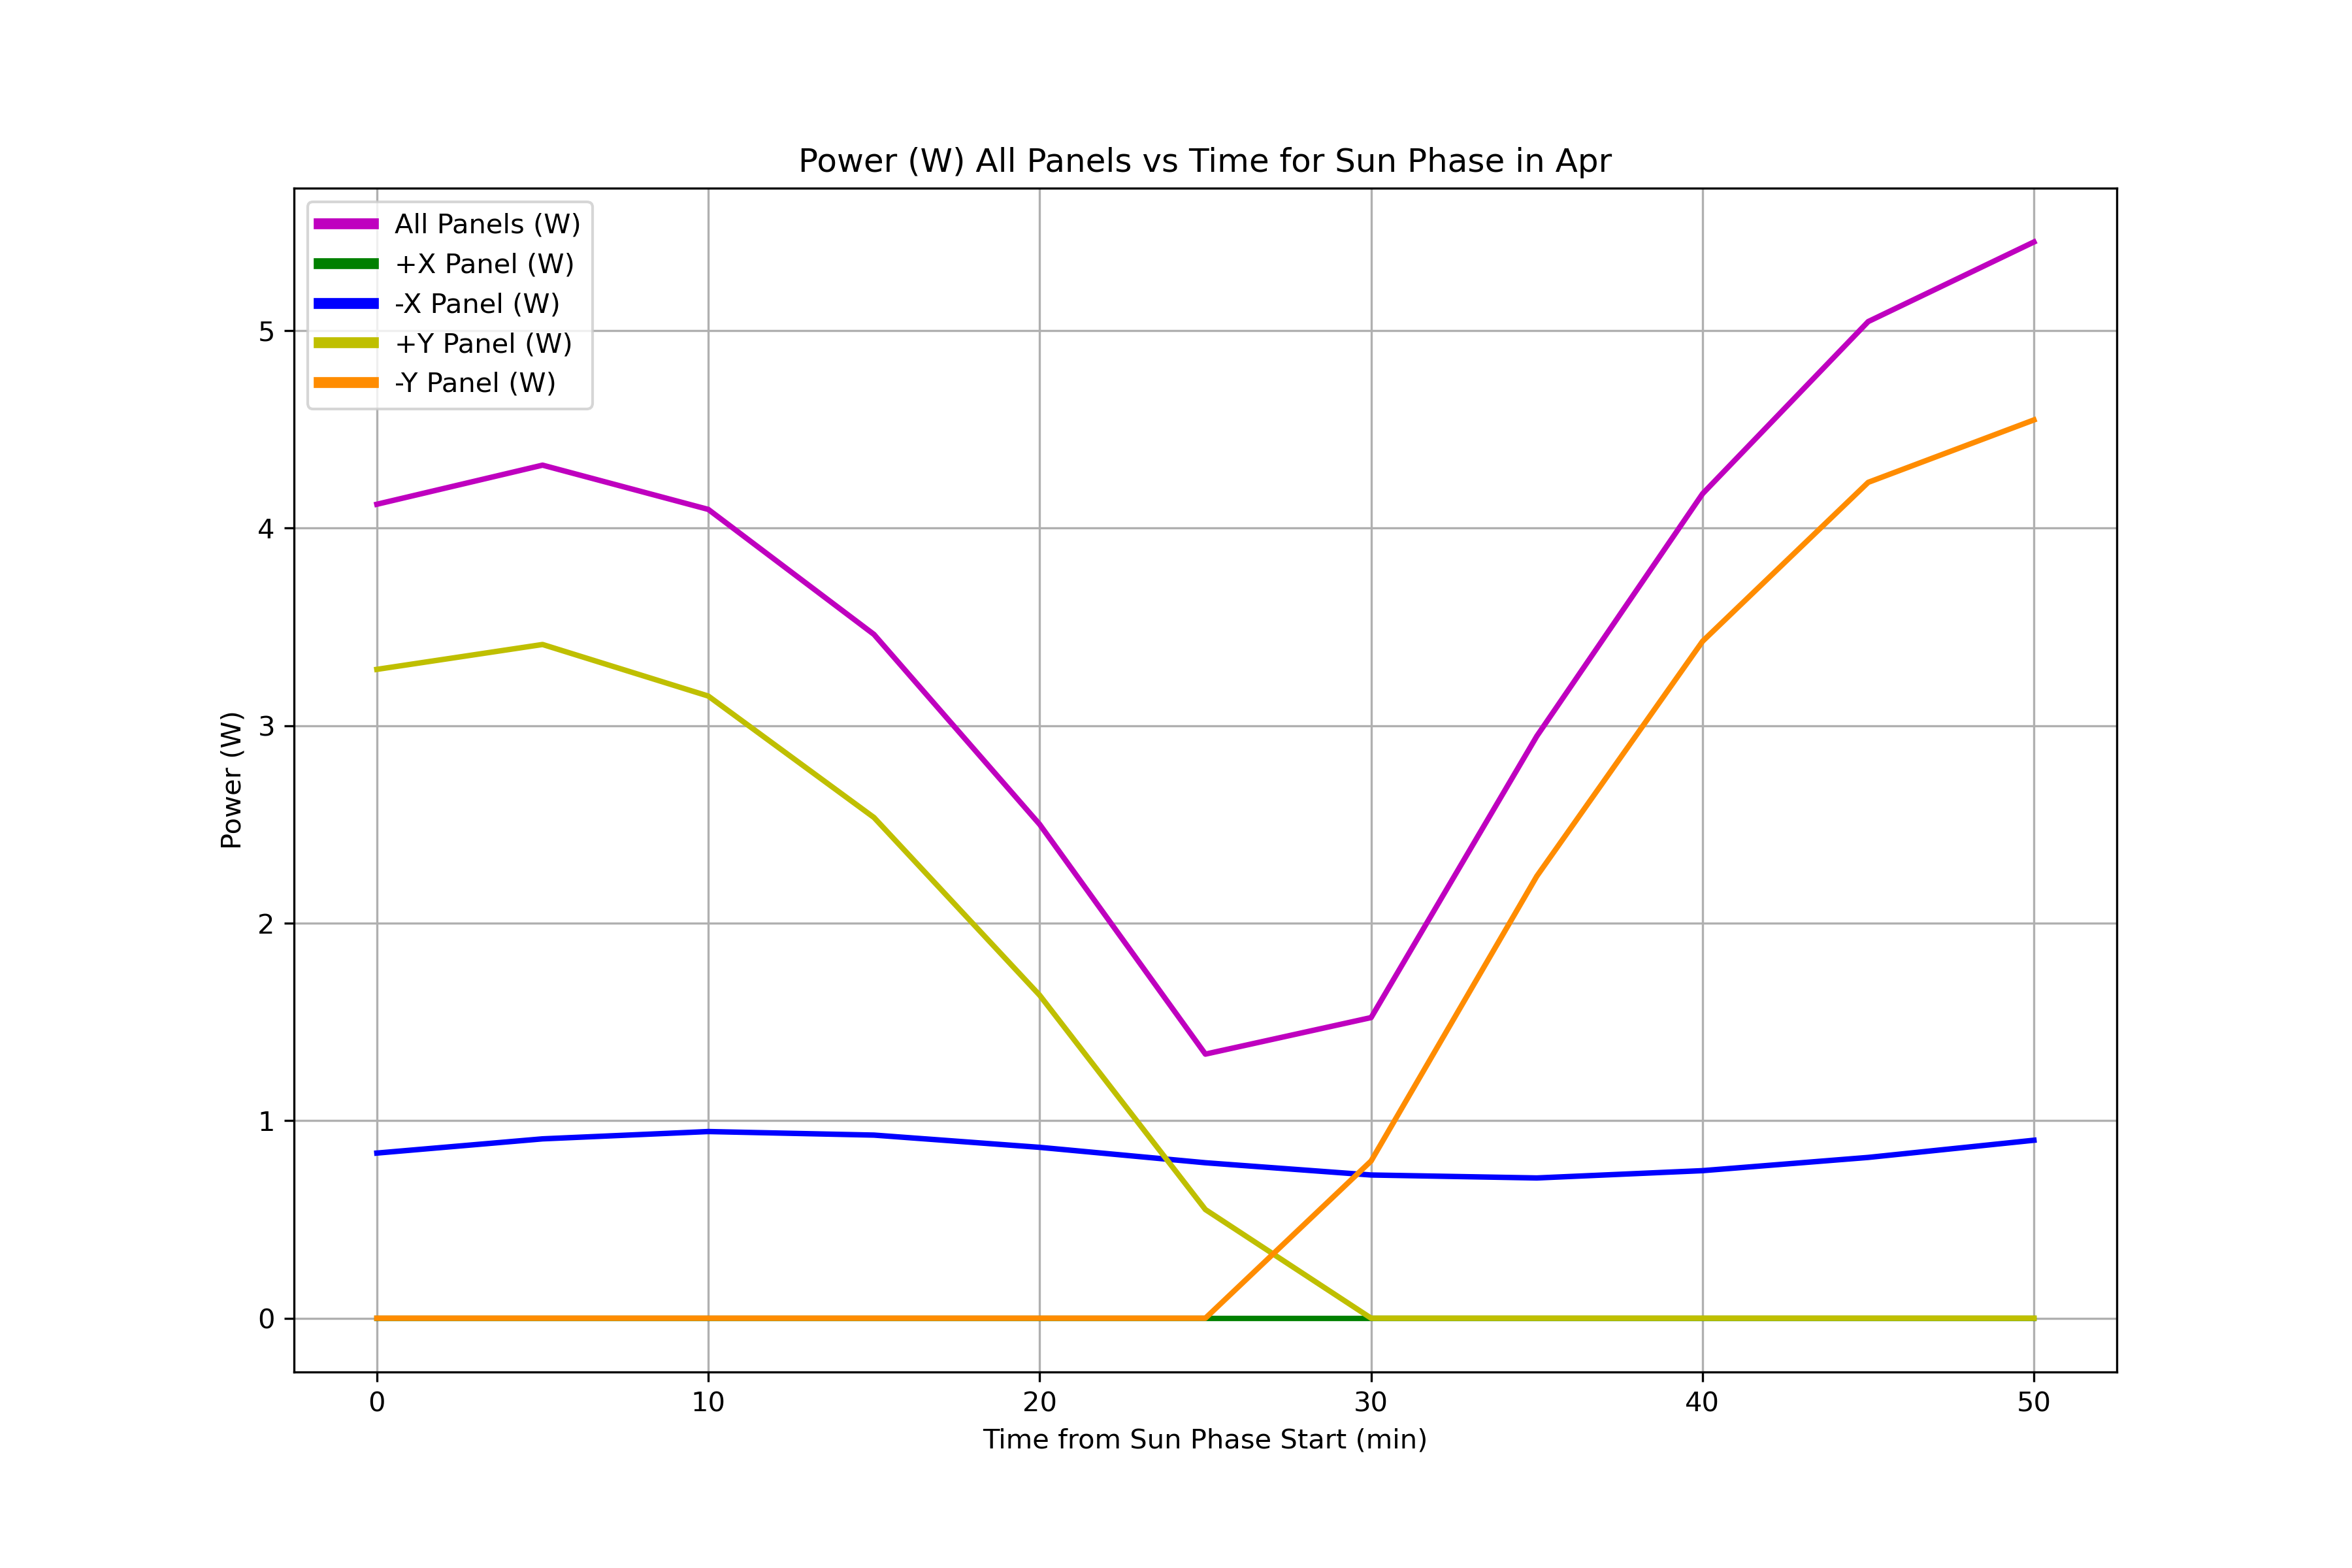 Power (W) All Panels vs Time for Sun Phase in Apr
All Panels (W)
+X Panel (W)
-X Panel (W)
+Y Panel (W)
-Y Panel (W)
5
4
3
2
1
0
Power (W)
0 10 20 30 40 50
Time from Sun Phase Start (min)